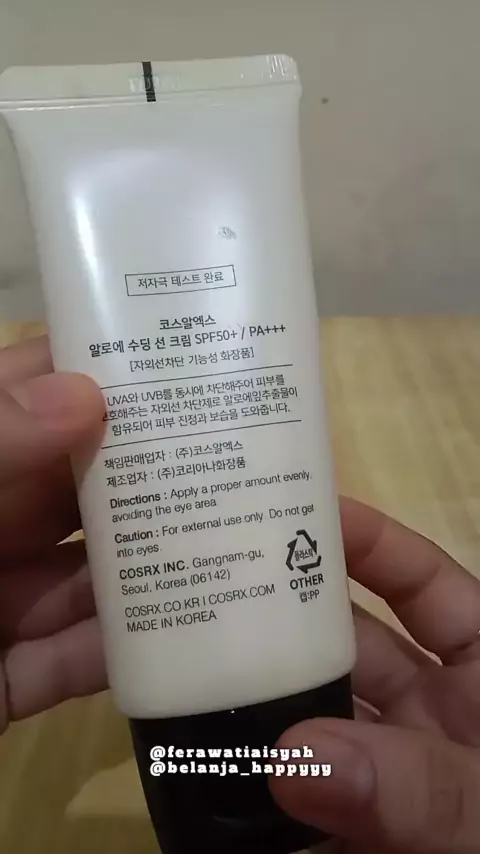 저자극 테스트 완료
코스알엑스
알로에 수딩 선 크림 SPF50+ / PA+++
[자외선차단 기능성 화장품]
UVA와 UVB를 동시에 차단해주어 피부를
보호해주는 자외선 차단제로 알로에잎추출물이
함유되어 피부 진정과 보습을 도와줍니다.
책임판매업자 : (주)코스알엑스
제조업자 : (주)코리아나화장품
Directions : Apply a proper amount evenly,
avoiding the eye area.
Caution : For external use only. Do not get
into eyes.
COSRX INC. Gangnam-gu,
Seoul, Korea (06142)
COSRX.CO.KR I COSRX.COM
MADE IN KOREA
플라스틱
OTHER
캡:PP
@ferawatiaisyah
@belanja_happyyy